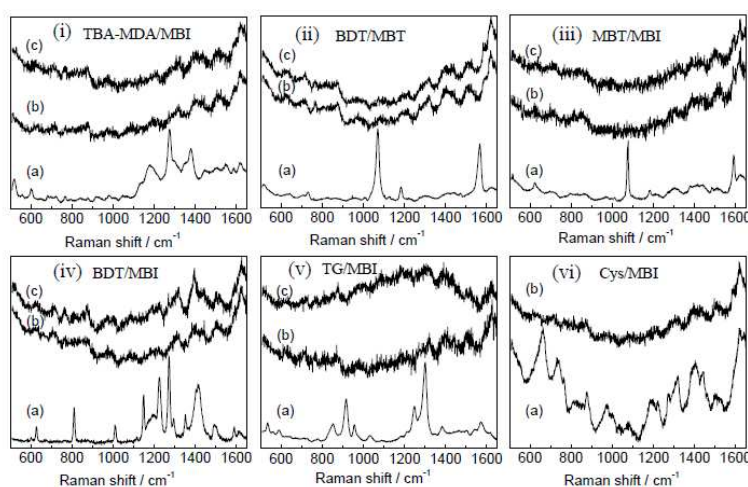 (i) TBA-MDA/MBI
(c)
(b)
(a)
600 800 1000 1200 1400 1600
Raman shift / cm⁻¹
(ii) BDT/MBT
(c)
(b)
(a)
600 800 1000 1200 1400 1600
Raman shift / cm⁻¹
(iii) MBT/MBI
(c)
(b)
(a)
600 800 1000 1200 1400 1600
Raman shift / cm⁻¹
(iv) BDT/MBI
(c)
(b)
(a)
600 800 1000 1200 1400 1600
Raman shift / cm⁻¹
(v) TG/MBI
(c)
(b)
(a)
600 800 1000 1200 1400 1600
Raman shift / cm⁻¹
(vi) Cys/MBI
(b)
(a)
600 800 1000 1200 1400 1600
Raman shift / cm⁻¹